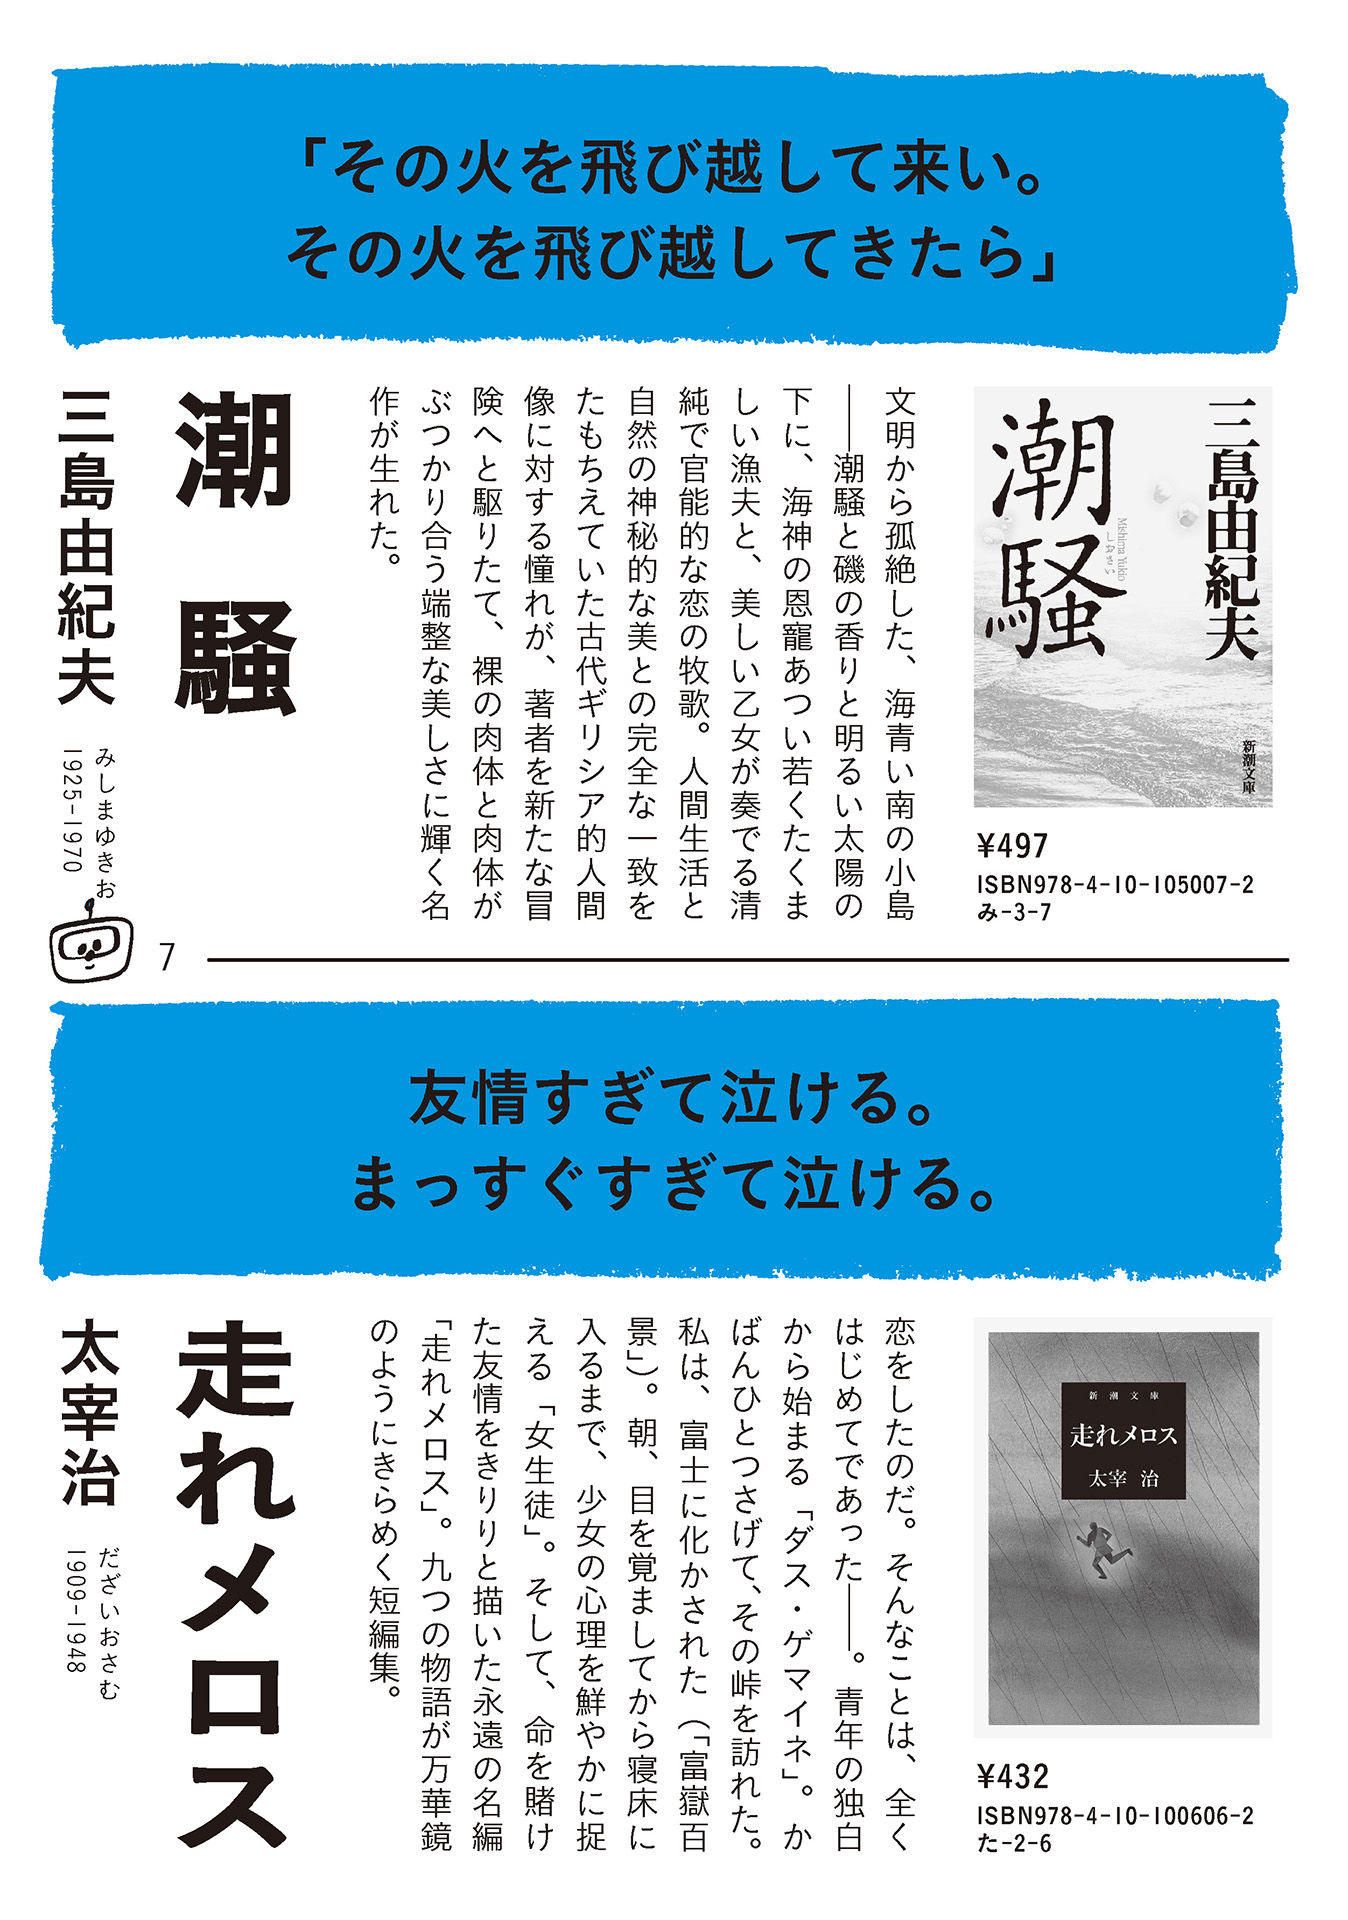 「その火を飛び越して来い。
その火を飛び越してきたら」
三島由紀夫
潮騒
Mishima Yukio
新潮文庫
¥497
ISBN978-4-10-105007-2
み-3-7
文明から孤絶した、海青い南の小島
――潮騒と磯の香りと明るい太陽の
下に、海神の恩寵あつい若くたくま
しい漁夫と、美しい乙女が奏でる清
純で官能的な恋の牧歌。人間生活と
自然の神秘的な美との完全な一致を
たもちえていた古代ギリシア的人間
像に対する憧れが、著者を新たな冒
険へと駆りたて、裸の肉体と肉体が
ぶつかり合う端整な美しさに輝く名
作が生れた。
潮騒
三島由紀夫
みしまゆきお
1925-1970
7
友情すぎて泣ける。
まっすぐすぎて泣ける。
新潮文庫
走れメロス
太宰 治
¥432
ISBN978-4-10-100606-2
た-2-6
恋をしたのだ。そんなことは、全く
はじめてであった――。青年の独白
から始まる「ダス・ゲマイネ」。か
ばんひとつさげて、その峠を訪れた。
私は、富士に化かされた（「富嶽百
景」）。朝、目を覚ましてから寝床に
入るまで、少女の心理を鮮やかに捉
える「女生徒」。そして、命を賭け
た友情をきりりと描いた永遠の名編
「走れメロス」。九つの物語が万華鏡
のようにきらめく短編集。
走れメロス
太宰治
だざいおさむ
1909-1948